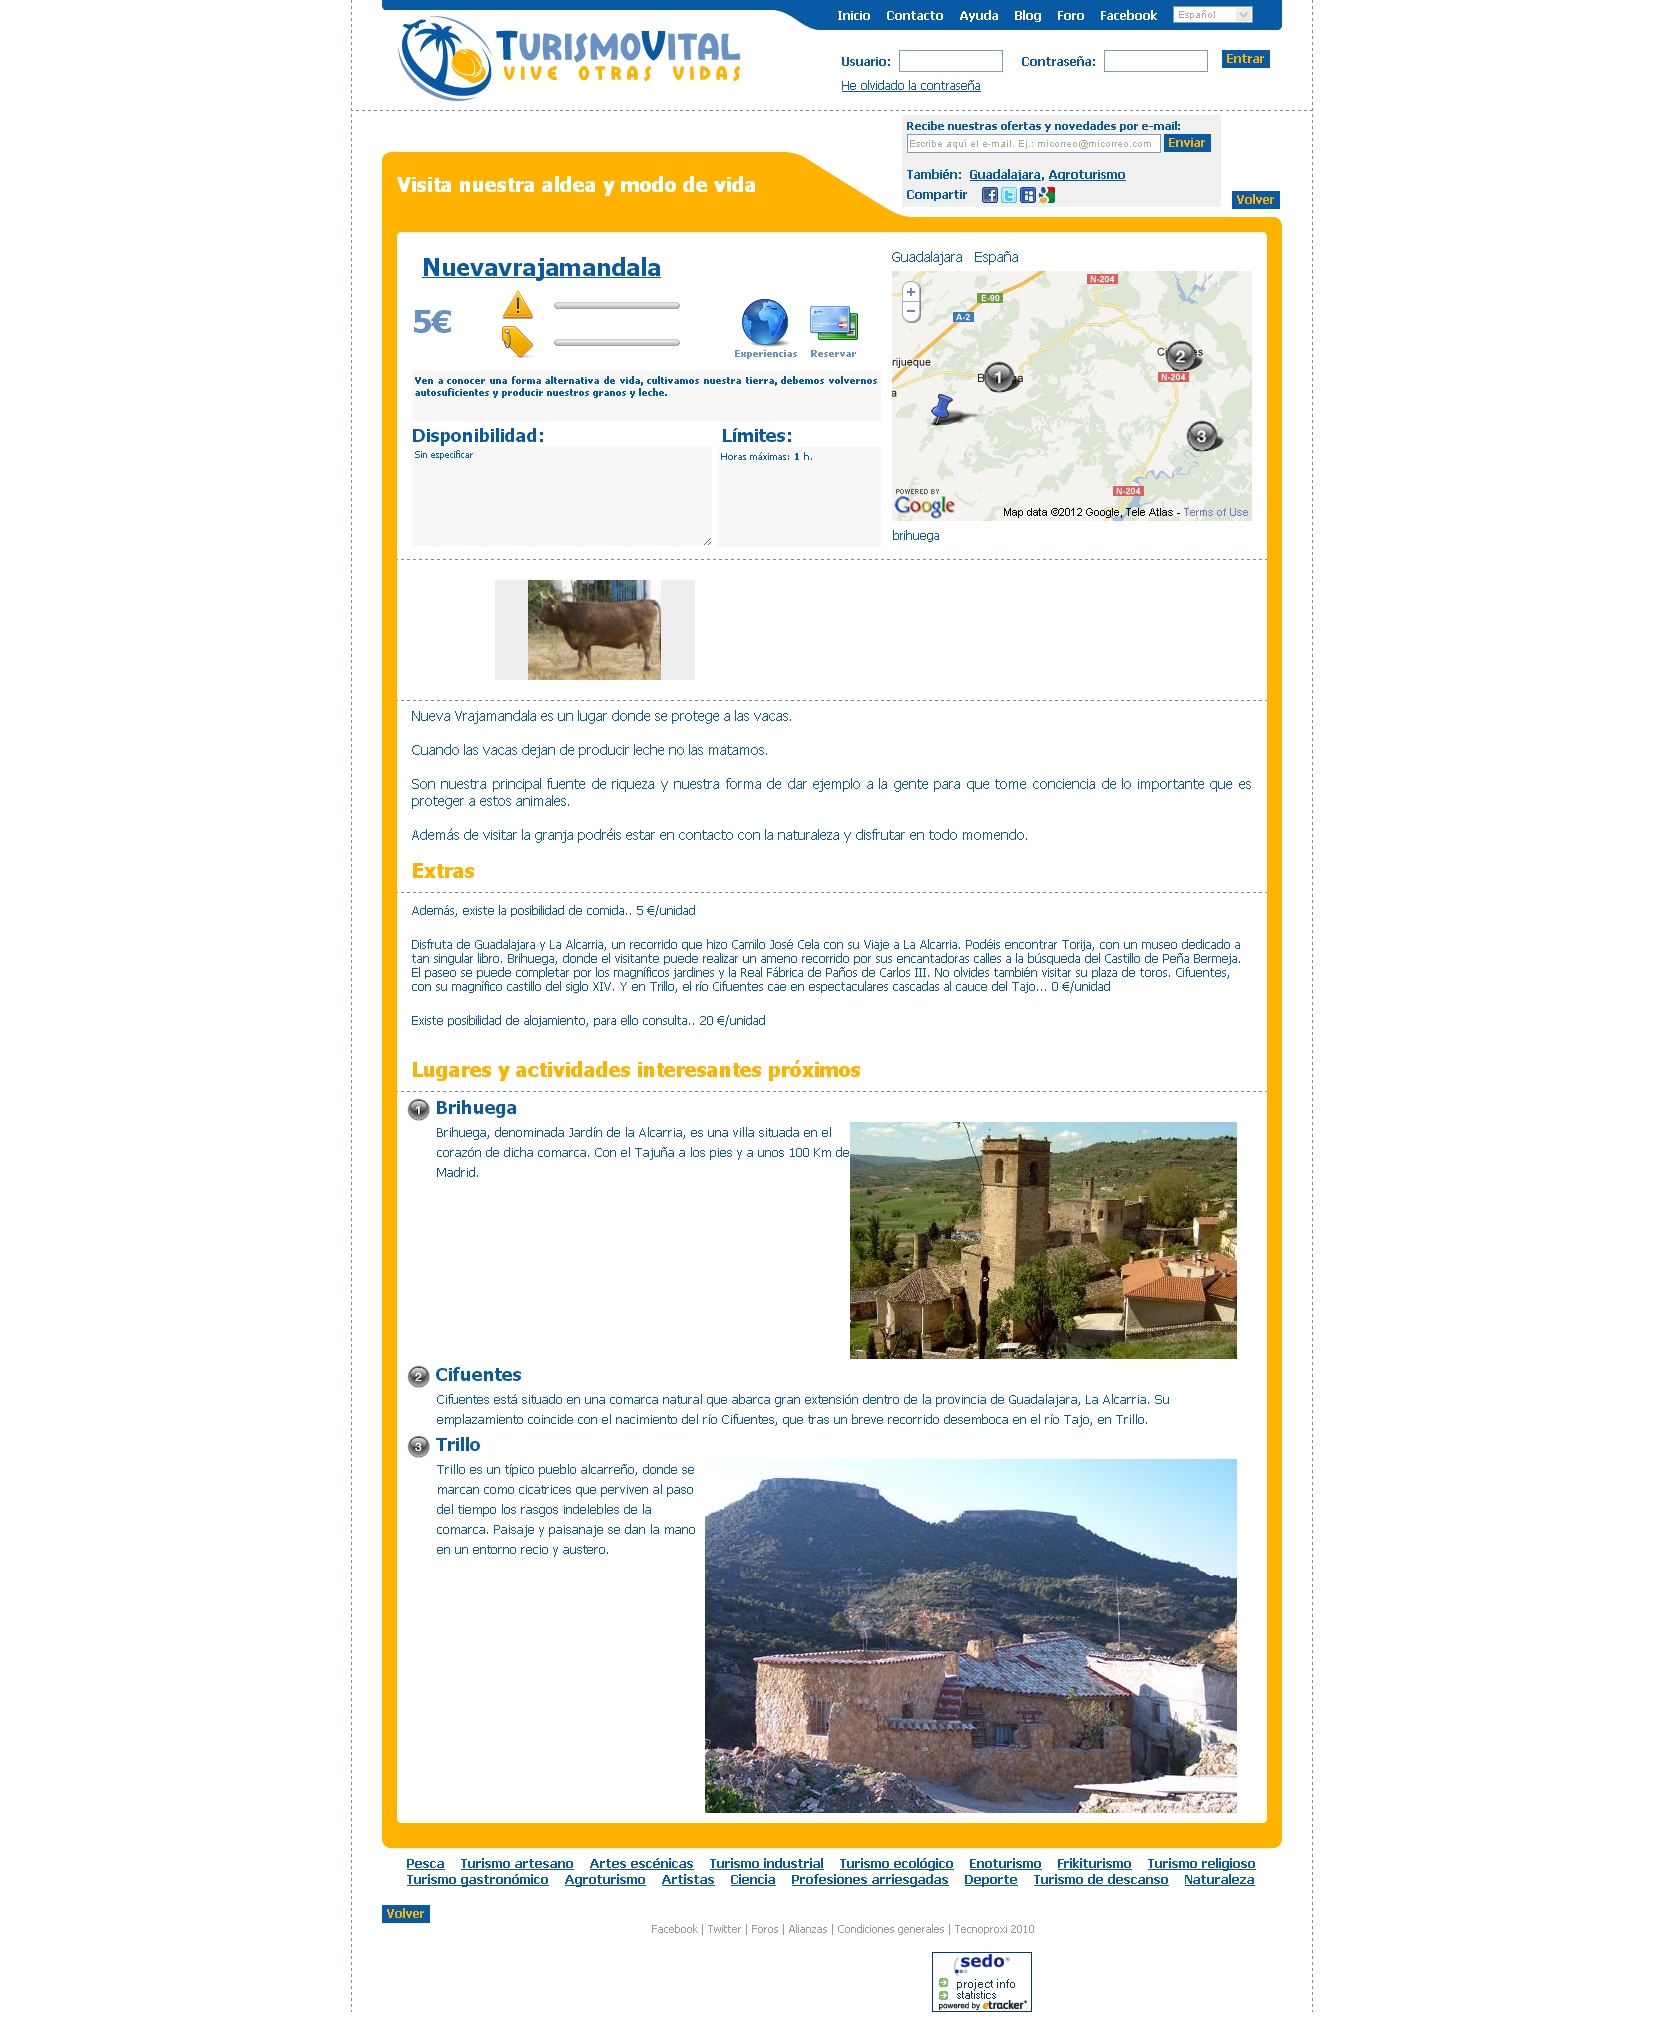 Inicio Contacto Ayuda Blog Foro Facebook Español
TURISMOVITAL
VIVE OTRAS VIDAS
Usuario: Contraseña: Entrar
He olvidado la contraseña
Recibe nuestras ofertas y novedades por e-mail:
Escribe aquí el e-mail. Ej.: micorreo@micorreo.com Enviar
También: Guadalajara, Agroturismo
Compartir
Volver
Visita nuestra aldea y modo de vida
Nuevavrajamandala
5€
Experiencias Reservar
Ven a conocer una forma alternativa de vida, cultivamos nuestra tierra, debemos volvernos
autosuficientes y producir nuestros granos y leche.
Disponibilidad:
Sin especificar
Límites:
Horas máximas: 1 h.
Guadalajara España
N-204
E-90
A-2
rijueque
1
2
N-204
3
N-204
POWERED BY
Google
Map data ©2012 Google, Tele Atlas - Terms of Use
brihuega
Nueva Vrajamandala es un lugar donde se protege a las vacas.
Cuando las vacas dejan de producir leche no las matamos.
Son nuestra principal fuente de riqueza y nuestra forma de dar ejemplo a la gente para que tome conciencia de lo importante que es
proteger a estos animales.
Además de visitar la granja podréis estar en contacto con la naturaleza y disfrutar en todo momendo.
Extras
Además, existe la posibilidad de comida.. 5 €/unidad
Disfruta de Guadalajara y La Alcarria, un recorrido que hizo Camilo José Cela con su Viaje a La Alcarria. Podéis encontrar Torija, con un museo dedicado a
tan singular libro. Brihuega, donde el visitante puede realizar un ameno recorrido por sus encantadoras calles a la búsqueda del Castillo de Peña Bermeja.
El paseo se puede completar por los magníficos jardines y la Real Fábrica de Paños de Carlos III. No olvides también visitar su plaza de toros. Cifuentes,
con su magnífico castillo del siglo XIV. Y en Trillo, el río Cifuentes cae en espectaculares cascadas al cauce del Tajo... 0 €/unidad
Existe posibilidad de alojamiento, para ello consulta.. 20 €/unidad
Lugares y actividades interesantes próximos
1 Brihuega
Brihuega, denominada Jardín de la Alcarria, es una villa situada en el
corazón de dicha comarca. Con el Tajuña a los pies y a unos 100 Km de
Madrid.
2 Cifuentes
Cifuentes está situado en una comarca natural que abarca gran extensión dentro de la provincia de Guadalajara, La Alcarria. Su
emplazamiento coincide con el nacimiento del río Cifuentes, que tras un breve recorrido desemboca en el río Tajo, en Trillo.
3 Trillo
Trillo es un típico pueblo alcarreño, donde se
marcan como cicatrices que perviven al paso
del tiempo los rasgos indelebles de la
comarca. Paisaje y paisanaje se dan la mano
en un entorno recio y austero.
Pesca Turismo artesano Artes escénicas Turismo industrial Turismo ecológico Enoturismo Frikiturismo Turismo religioso
Turismo gastronómico Agroturismo Artistas Ciencia Profesiones arriesgadas Deporte Turismo de descanso Naturaleza
Volver
Facebook | Twitter | Foros | Alianzas | Condiciones generales | Tecnoproxi 2010
sedo
project info
statistics
powered by etracker